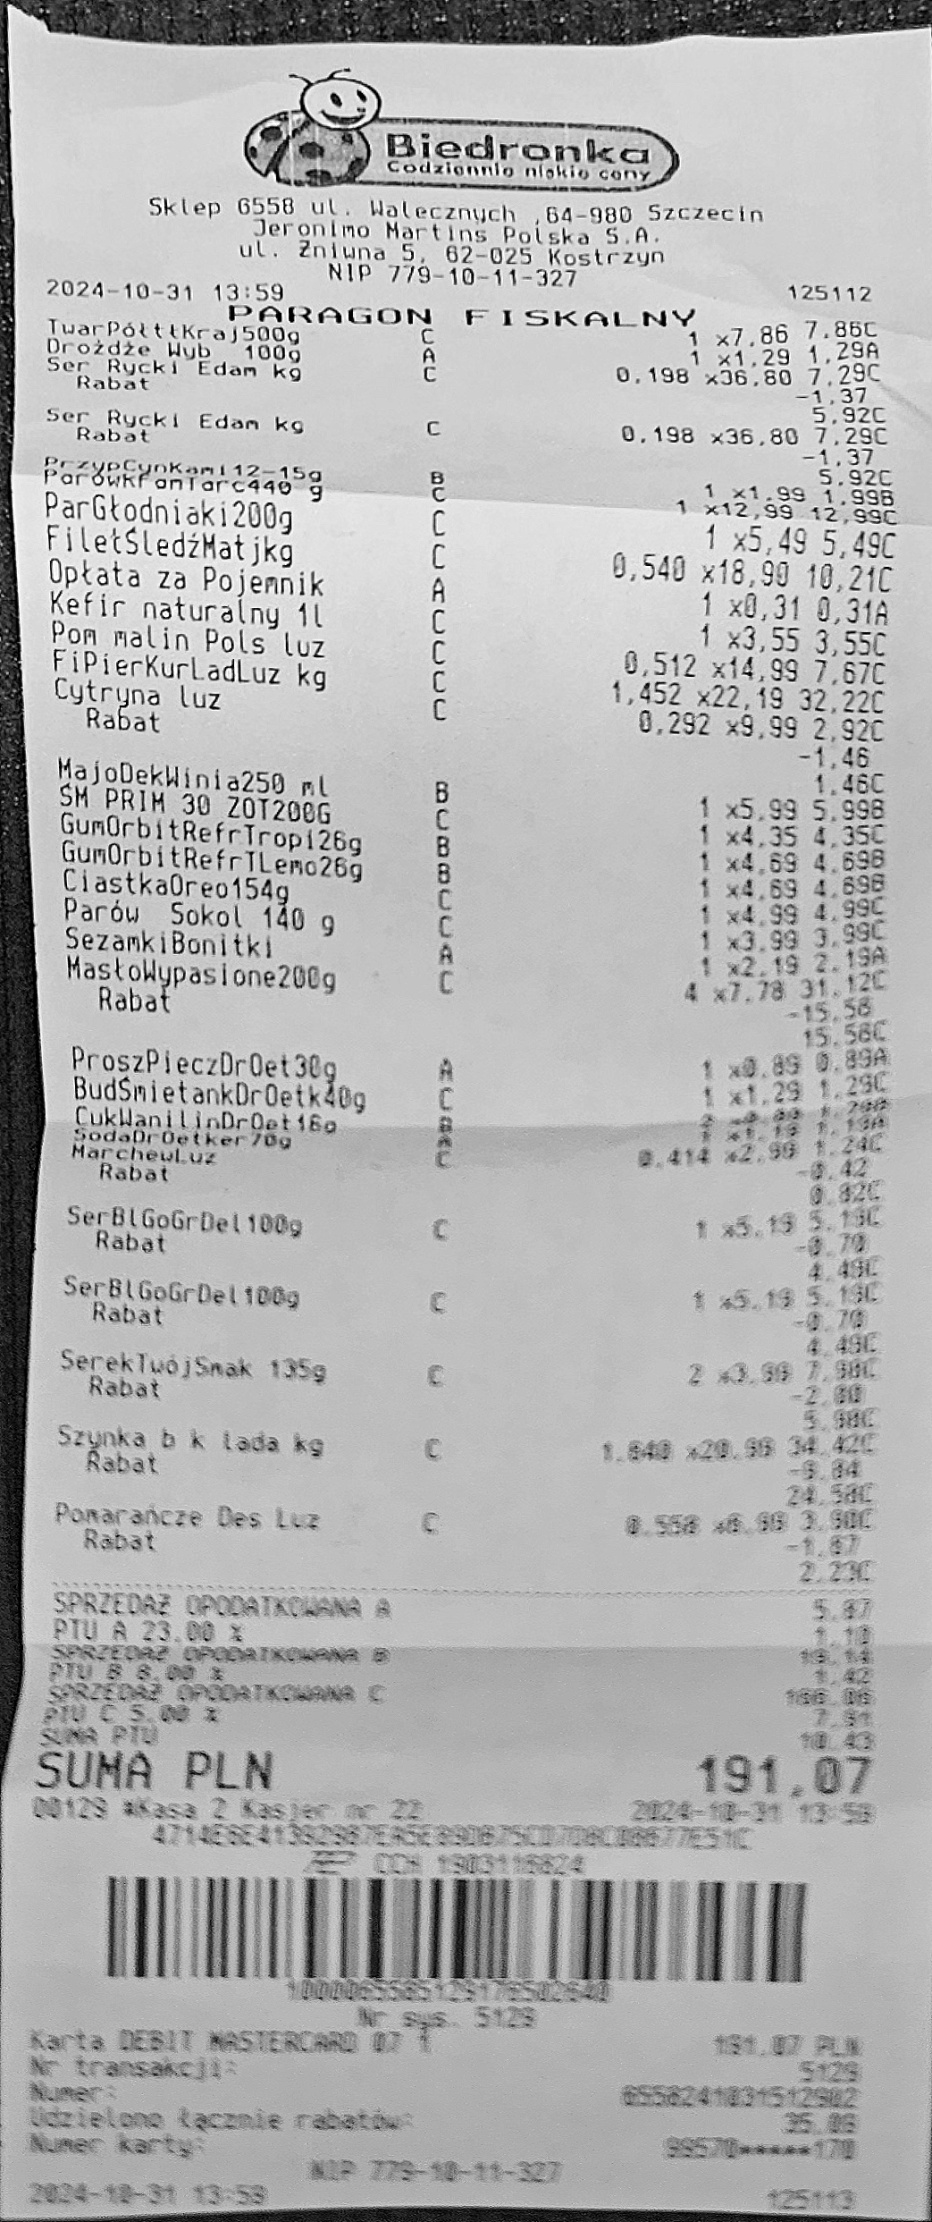 Biedronka
Codziennie niskie ceny
Sklep 6558 ul. Walecznych ,64-980 Szczecin
Jeronimo Martins Polska S.A.
ul. Żniwna 5, 62-025 Kostrzyn
NIP 779-10-11-327
2024-10-31 13:59 125112
PARAGON FISKALNY
TwarPółtłKraj500g C 1 x7,86 7,86C
Drożdże Wyb 100g A 1 x1,29 1,29A
Ser Rycki Edam kg C 0,198 x36,80 7,29C
Rabat -1,37
5,92C
Ser Rycki Edam kg C 0,198 x36,80 7,29C
Rabat -1,37
5,92C
PrzypCynKami12-15g B 1 x1,99 1,99B
ParówkFanTarc440 g C 1 x12,99 12,99C
ParGłodniaki200g C 1 x5,49 5,49C
FiletŚledźMatjkg C 0,540 x18,90 10,21C
Opłata za Pojemnik A 1 x0,31 0,31A
Kefir naturalny 1l C 1 x3,55 3,55C
Pom malin Pols luz C 0,512 x14,99 7,67C
FiPierKurLadLuz kg C 1,452 x22,19 32,22C
Cytryna luz C 0,292 x9,99 2,92C
Rabat -1,46
1,46C
MajoDekWinia250 ml B 1 x5,99 5,99B
ŚM PRIM 30 ZOT200G C 1 x4,35 4,35C
GumOrbitRefrTropi26g B 1 x4,69 4,69B
GumOrbitRefrTLemo26g B 1 x4,69 4,69B
CiastkaOreo154g C 1 x4,99 4,99C
Parów Sokol 140 g C 1 x3,99 3,99C
SezamkiBonitki A 1 x2,19 2,19A
MasłoWypasione200g C 4 x7,78 31,12C
Rabat -15,56
15,56C
ProszPieczDrOet30g A 1 x0,89 0,89A
BudŚmietankDrOetk40g C 1 x1,29 1,29C
CukWanilinDrOet16g B
SodaDrOetker70g A 1 x1,19 1,19A
MarchewLuz C 0,414 x2,99 1,24C
Rabat -0,42
0,82C
SerBlGoGrDel100g C 1 x5,19 5,19C
Rabat -0,70
4,49C
SerBlGoGrDel100g C 1 x5,19 5,19C
Rabat -0,70
4,49C
SerekTwójSmak 135g C 2 x3,99 7,98C
Rabat -2,00
5,98C
Szynka b k lada kg C 1,640 x20,99 34,42C
Rabat -9,84
24,58C
Pomarańcze Des Luz C 0,558 x6,99 3,90C
Rabat -1,67
2,23C
SPRZEDAŻ OPODATKOWANA A 5,87
PTU A 23,00 % 1,10
SPRZEDAŻ OPODATKOWANA B 19,14
PTU B 8,00 % 1,42
SPRZEDAŻ OPODATKOWANA C 166,06
PTU C 5,00 % 7,91
SUMA PTU 10,43
SUMA PLN 191,07
00129 #Kasa 2 Kasjer nr 22 2024-10-31 13:59
CCH 1903116824
Nr sys. 5129
Karta DEBIT MASTERCARD 07 1 191,07 PLN
Nr transakcji: 5129
Numer: 6558241031512902
Udzielono łącznie rabatów:
Numer karty: 99570*****170
NIP 779-10-11-327
2024-10-31 13:59 125113